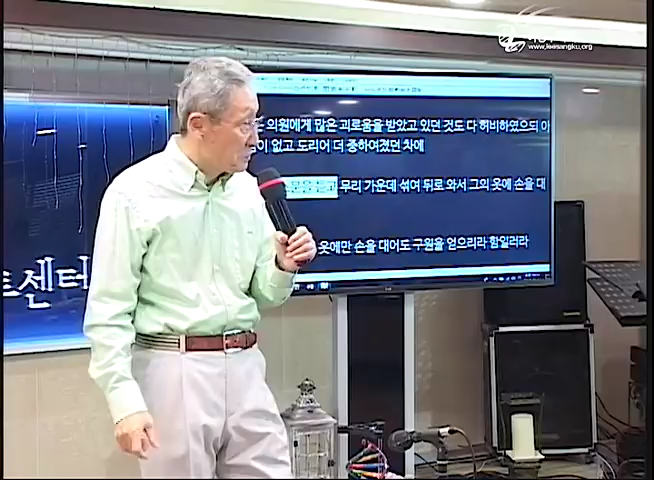 www.leesangku.org
의원에게 많은 괴로움을 받았고 있던 것도 다 허비하였으되 아
이 없고 도리어 더 중하여졌던 차에
무리 가운데 섞여 뒤로 와서 그의 옷에 손을 대
옷에만 손을 대어도 구원을 얻으리라 함일러라
센터